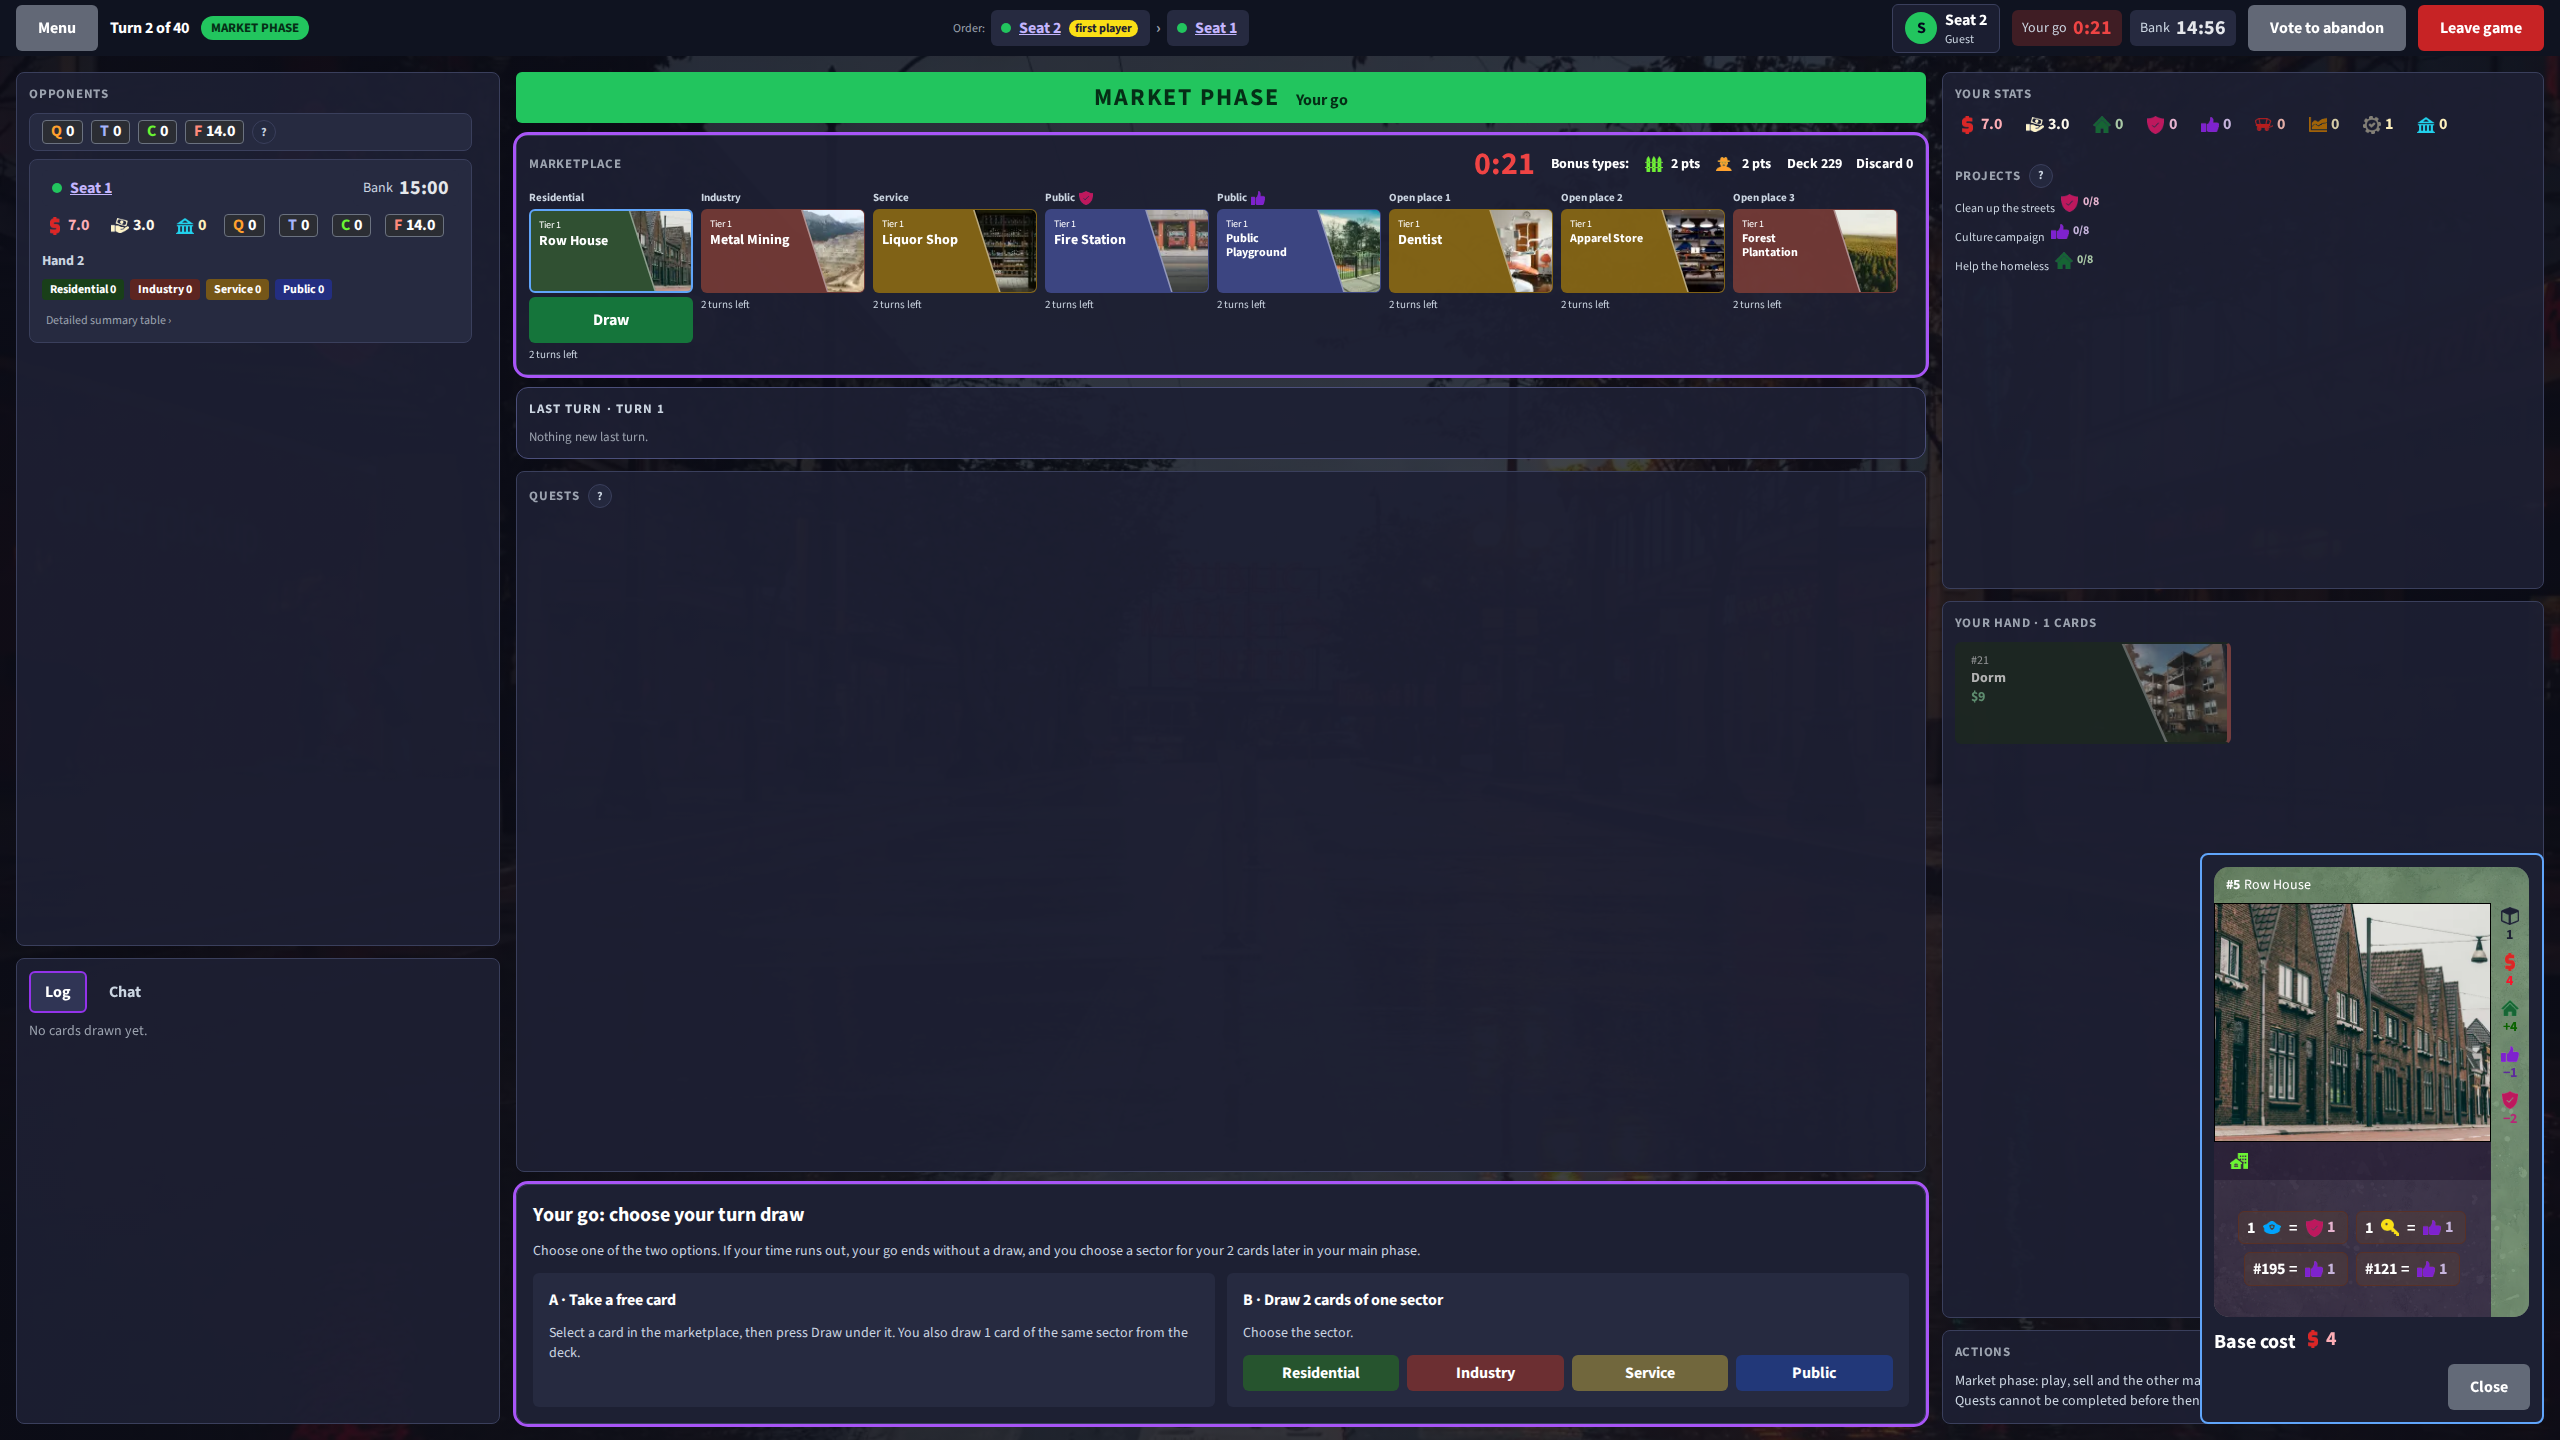 Menu
Turn 2 of 40
MARKET PHASE
Order:
Seat 2
first player
›
Seat 1
S
Seat 2
Guest
Your go 0:21
Bank 14:56
Vote to abandon
Leave game
OPPONENTS
Q 0
T 0
C 0
F 14.0
?
Seat 1
Bank 15:00
7.0
3.0
0
Q 0
T 0
C 0
F 14.0
Hand 2
Residential 0
Industry 0
Service 0
Public 0
Detailed summary table ›
Log
Chat
No cards drawn yet.
MARKET PHASE Your go
MARKETPLACE
0:21
Bonus types:
2 pts
2 pts
Deck 229
Discard 0
Residential
Tier 1
Row House
Draw
2 turns left
Industry
Tier 1
Metal Mining
2 turns left
Service
Tier 1
Liquor Shop
2 turns left
Public
Tier 1
Fire Station
2 turns left
Public
Tier 1
Public
Playground
2 turns left
Open place 1
Tier 1
Dentist
2 turns left
Open place 2
Tier 1
Apparel Store
2 turns left
Open place 3
Tier 1
Forest
Plantation
2 turns left
LAST TURN · TURN 1
Nothing new last turn.
QUESTS ?
Your go: choose your turn draw
Choose one of the two options. If your time runs out, your go ends without a draw, and you choose a sector for your 2 cards later in your main phase.
A · Take a free card
Select a card in the marketplace, then press Draw under it. You also draw 1 card of the same sector from the
deck.
B · Draw 2 cards of one sector
Choose the sector.
Residential
Industry
Service
Public
YOUR STATS
7.0
3.0
0
0
0
0
0
1
0
PROJECTS ?
Clean up the streets 0/8
Culture campaign 0/8
Help the homeless 0/8
YOUR HAND · 1 CARDS
#21
Dorm
$9
ACTIONS
Market phase: play, sell and the other ma
Quests cannot be completed before then
#5 Row House
1
4
+4
−1
−2
1 = 1
1 = 1
#195 = 1
#121 = 1
Base cost $ 4
Close